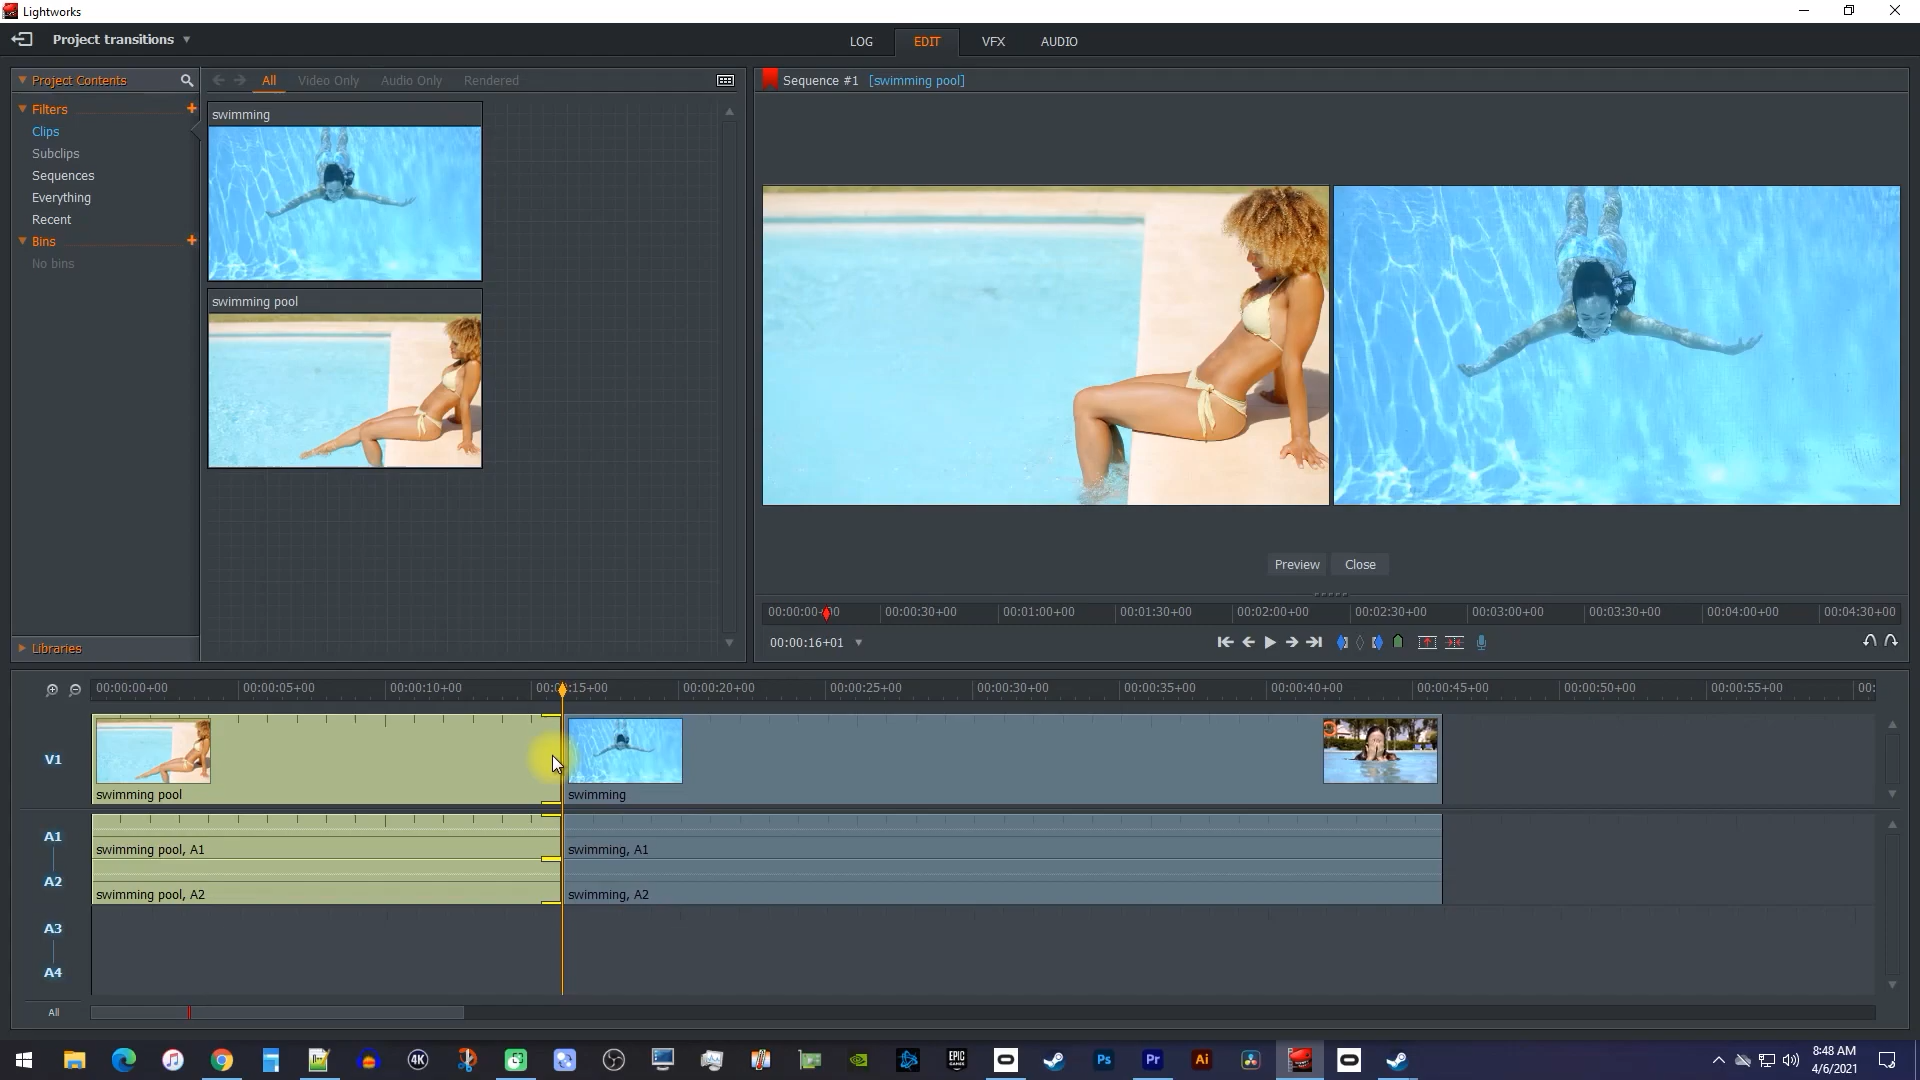 Lightworks
Project transitions
LOG EDIT VFX AUDIO
Project Contents
All Video Only Audio Only Rendered
Filters
Clips
Subclips
Sequences
Everything
Recent
Bins
No bins
Libraries
swimming
swimming pool
Sequence #1 [swimming pool]
Preview Close
00:00:00+00 00:00:30+00 00:01:00+00 00:01:30+00 00:02:00+00 00:02:30+00 00:03:00+00 00:03:30+00 00:04:00+00 00:04:30+00
00:00:16+01
00:00:00+00 00:00:05+00 00:00:10+00 00:00:15+00 00:00:20+00 00:00:25+00 00:00:30+00 00:00:35+00 00:00:40+00 00:00:45+00 00:00:50+00 00:00:55+00 00:
V1
swimming pool swimming
A1
swimming pool, A1 swimming, A1
A2
swimming pool, A2 swimming, A2
A3
A4
All
4K EPIC GAMES Ps Pr Ai
8:48 AM
4/6/2021